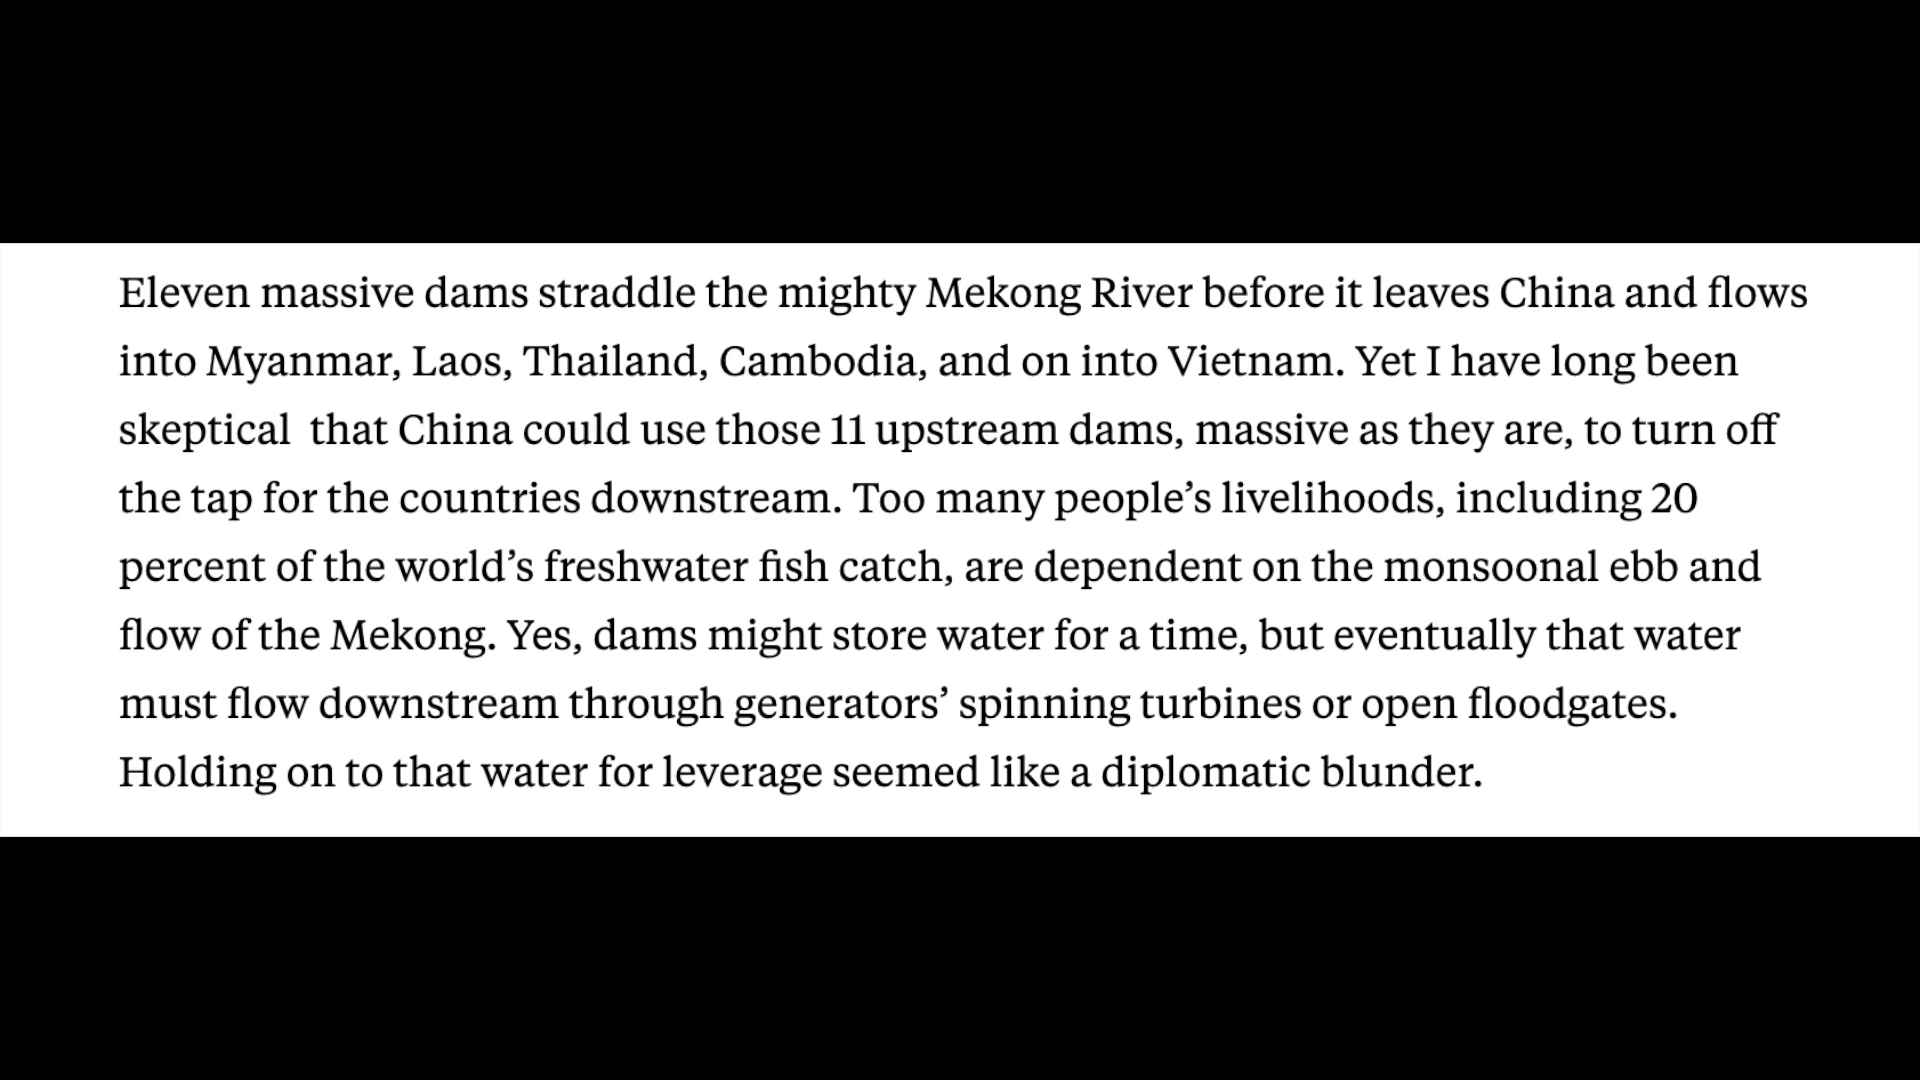 Eleven massive dams straddle the mighty Mekong River before it leaves China and flows
into Myanmar, Laos, Thailand, Cambodia, and on into Vietnam. Yet I have long been
skeptical  that China could use those 11 upstream dams, massive as they are, to turn off
the tap for the countries downstream. Too many people’s livelihoods, including 20
percent of the world’s freshwater fish catch, are dependent on the monsoonal ebb and
flow of the Mekong. Yes, dams might store water for a time, but eventually that water
must flow downstream through generators’ spinning turbines or open floodgates.
Holding on to that water for leverage seemed like a diplomatic blunder.